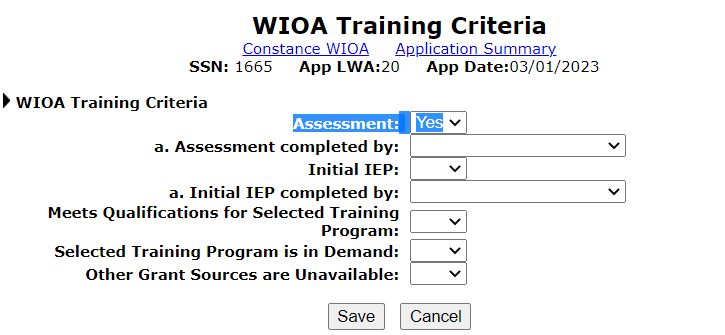 WIOA Training Criteria
Constance WIOA Application Summary
SSN: 1665 App LWA:20 App Date:03/01/2023
WIOA Training Criteria
Assessment: Yes
a. Assessment completed by:
Initial IEP:
a. Initial IEP completed by:
Meets Qualifications for Selected Training
Program:
Selected Training Program is in Demand:
Other Grant Sources are Unavailable:
Save Cancel